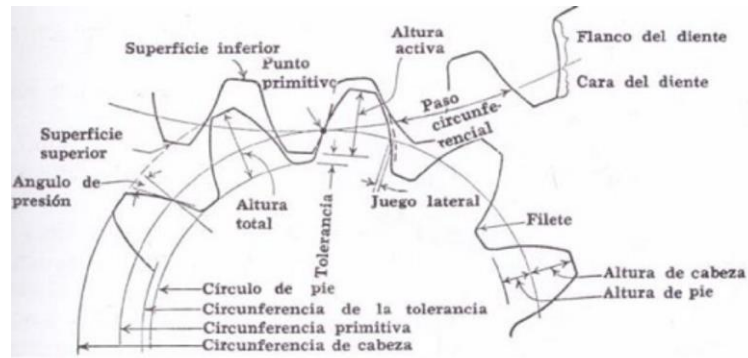 Superficie inferior
Punto
primitivo
Altura
activa
Flanco del diente
Cara del diente
Paso
circunfe-
rencial
Superficie
superior
Angulo de
presión
Altura
total
Tolerancia
Juego lateral
Filete
Altura de cabeza
Altura de pie
Círculo de pie
Circunferencia de la tolerancia
Circunferencia primitiva
Circunferencia de cabeza